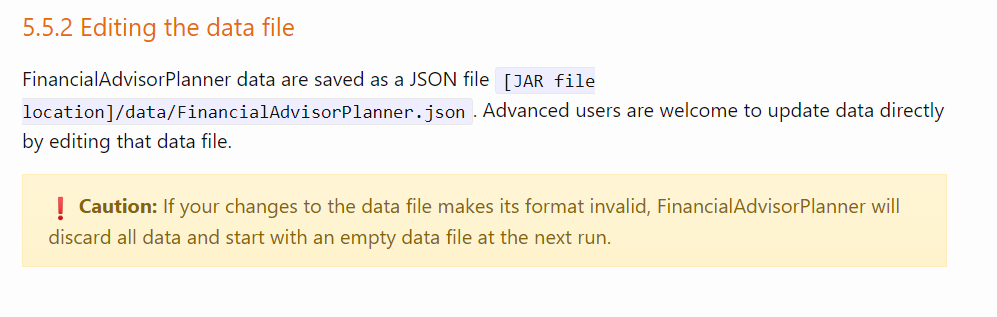 5.5.2 Editing the data file
FinancialAdvisorPlanner data are saved as a JSON file [JAR file
location]/data/FinancialAdvisorPlanner.json. Advanced users are welcome to update data directly
by editing that data file.
❗ Caution: If your changes to the data file makes its format invalid, FinancialAdvisorPlanner will
discard all data and start with an empty data file at the next run.